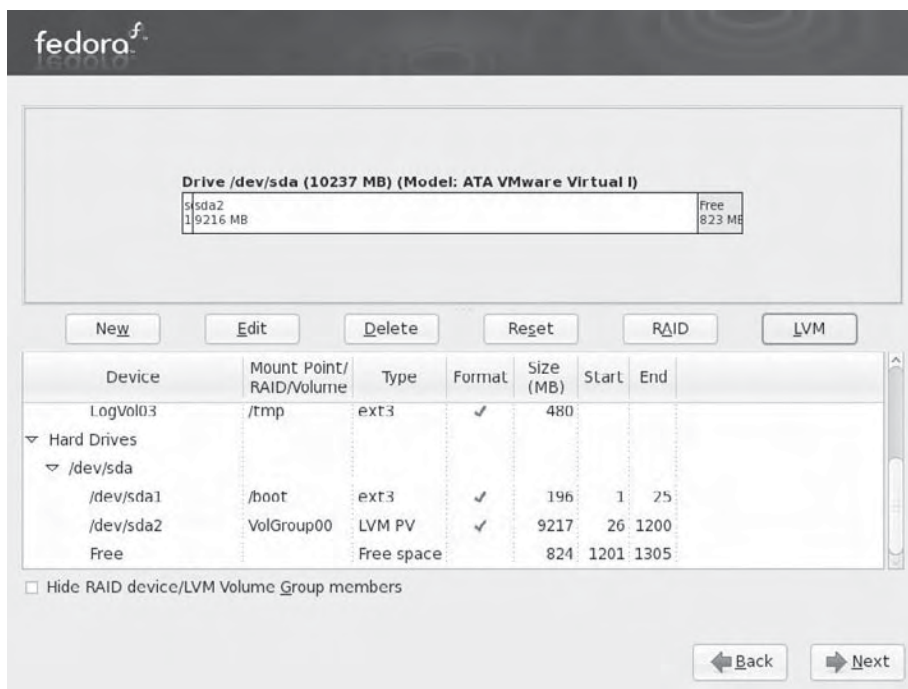 fedora
Drive /dev/sda (10237 MB) (Model: ATA VMware Virtual I)
sda2 Free
1 9216 MB 823 MB
New Edit Delete Reset RAID LVM
Device Mount Point/ RAID/Volume Type Format Size (MB) Start End
LogVol03 /tmp ext3 ✓ 480
Hard Drives
/dev/sda
/dev/sda1 /boot ext3 ✓ 196 1 25
/dev/sda2 VolGroup00 LVM PV ✓ 9217 26 1200
Free Free space 824 1201 1305
Hide RAID device/LVM Volume Group members
Back Next